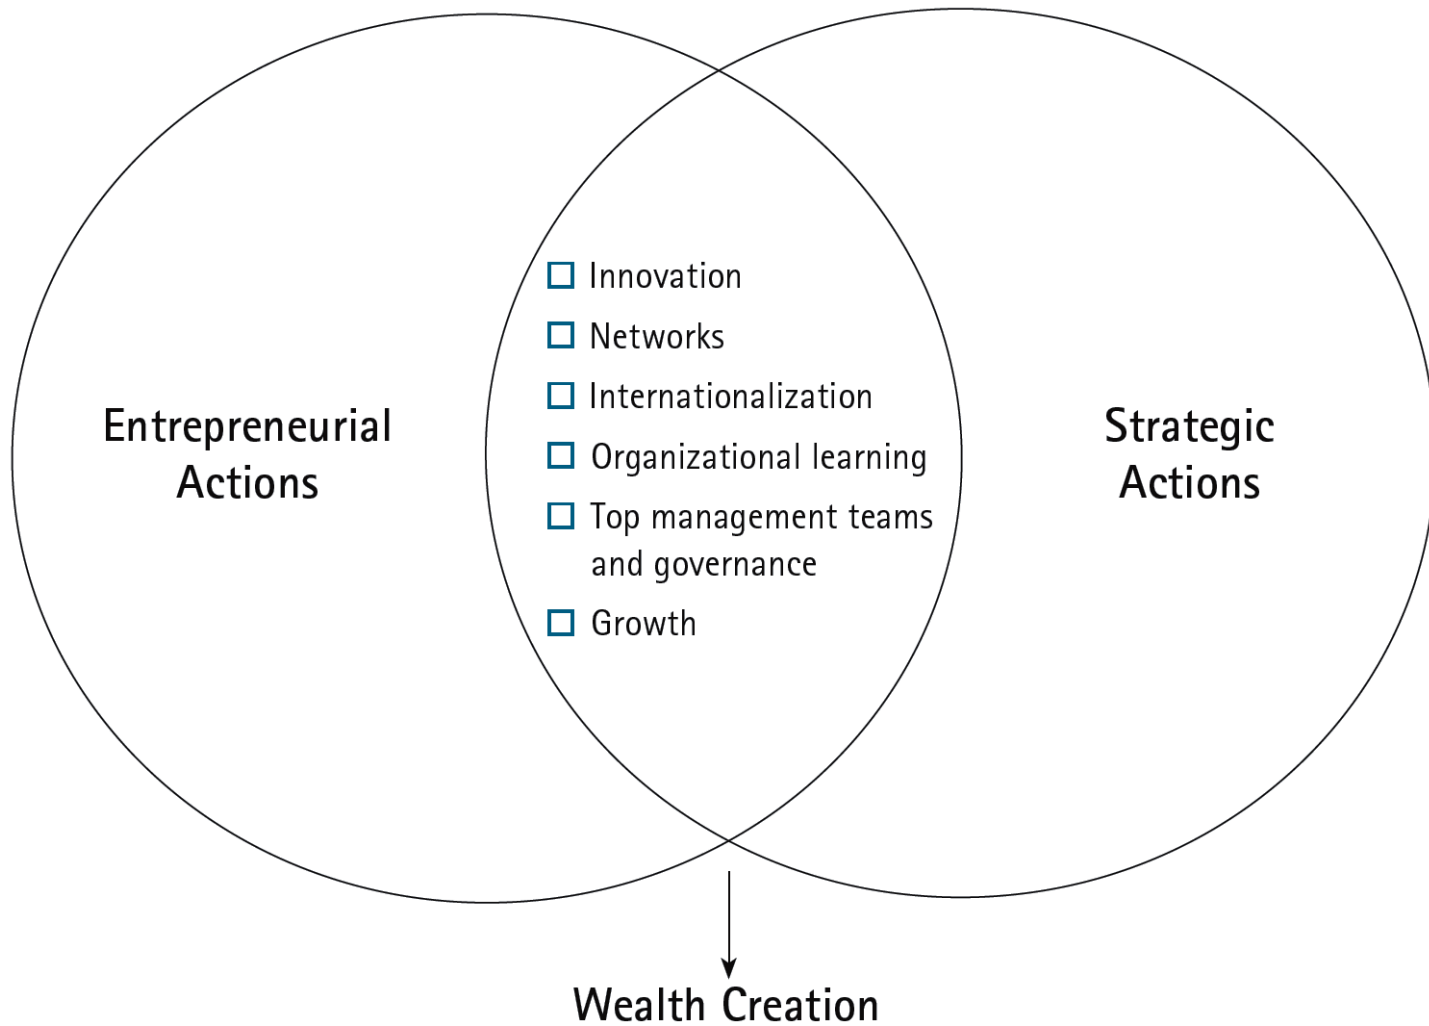 Innovation
Networks
Internationalization
Organizational learning
Top management teams
and governance
Growth
Entrepreneurial
Actions
Strategic
Actions
Wealth Creation